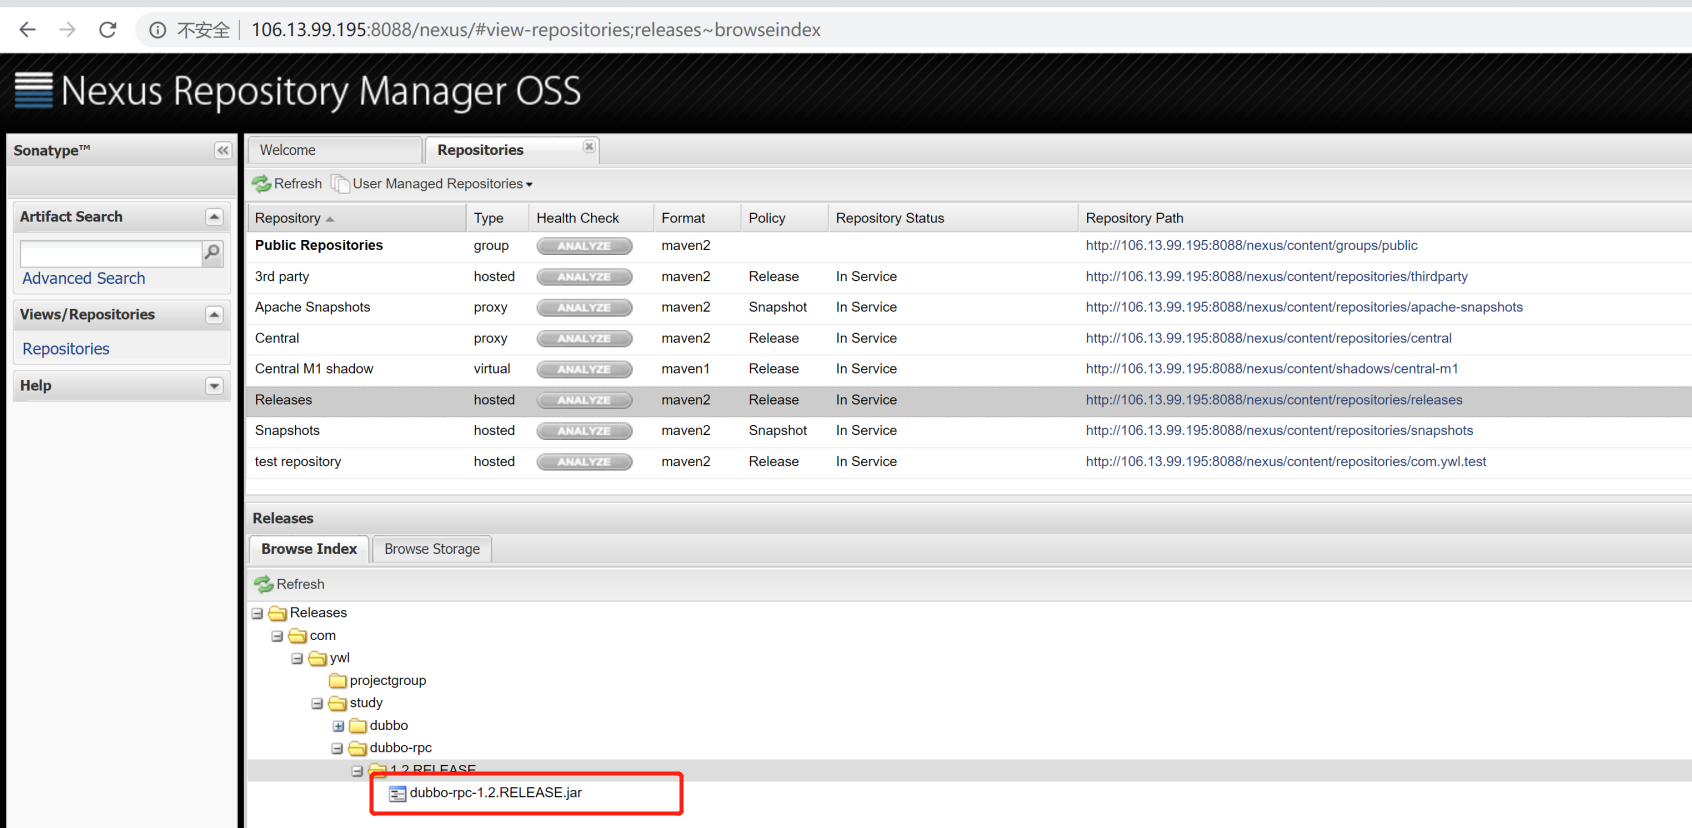 不安全 106.13.99.195:8088/nexus/#view-repositories;releases~browseindex
Nexus Repository Manager OSS
Sonatype™
Welcome Repositories
Refresh User Managed Repositories
Artifact Search
Advanced Search
Views/Repositories
Repositories
Help
Repository Type Health Check Format Policy Repository Status Repository Path
Public Repositories group ANALYZE maven2 http://106.13.99.195:8088/nexus/content/groups/public
3rd party hosted ANALYZE maven2 Release In Service http://106.13.99.195:8088/nexus/content/repositories/thirdparty
Apache Snapshots proxy ANALYZE maven2 Snapshot In Service http://106.13.99.195:8088/nexus/content/repositories/apache-snapshots
Central proxy ANALYZE maven2 Release In Service http://106.13.99.195:8088/nexus/content/repositories/central
Central M1 shadow virtual ANALYZE maven1 Release In Service http://106.13.99.195:8088/nexus/content/shadows/central-m1
Releases hosted ANALYZE maven2 Release In Service http://106.13.99.195:8088/nexus/content/repositories/releases
Snapshots hosted ANALYZE maven2 Snapshot In Service http://106.13.99.195:8088/nexus/content/repositories/snapshots
test repository hosted ANALYZE maven2 Release In Service http://106.13.99.195:8088/nexus/content/repositories/com.ywl.test
Releases
Browse Index Browse Storage
Refresh
Releases
com
ywl
projectgroup
study
dubbo
dubbo-rpc
1.2.RELEASE
dubbo-rpc-1.2.RELEASE.jar